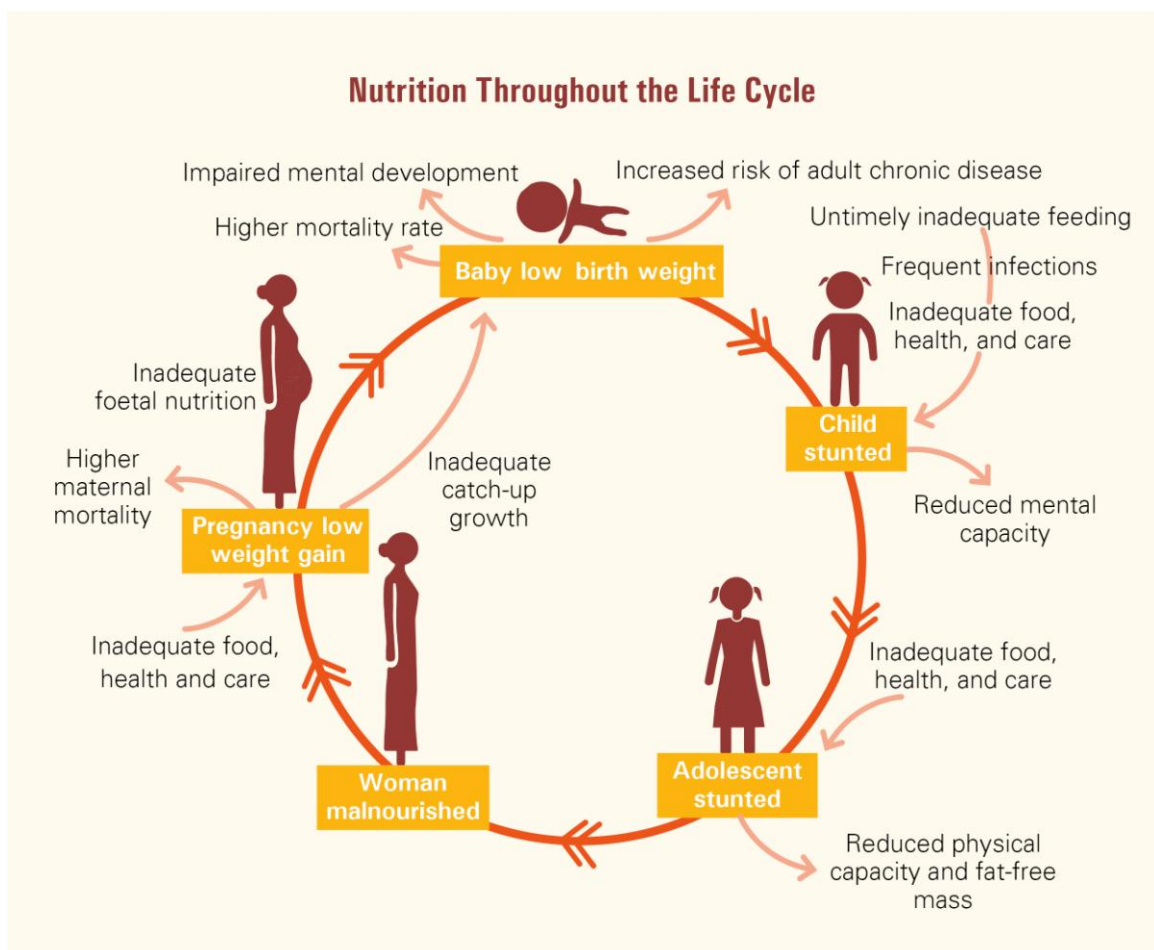 Nutrition Throughout the Life Cycle
Impaired mental development
Increased risk of adult chronic disease
Higher mortality rate
Untimely inadequate feeding
Baby low birth weight
Frequent infections
Inadequate food,
health, and care
Inadequate
foetal nutrition
Child
stunted
Higher
maternal
mortality
Inadequate
catch-up
growth
Reduced mental
capacity
Pregnancy low
weight gain
Inadequate food,
health and care
Inadequate food,
health, and care
Woman
malnourished
Adolescent
stunted
Reduced physical
capacity and fat-free
mass